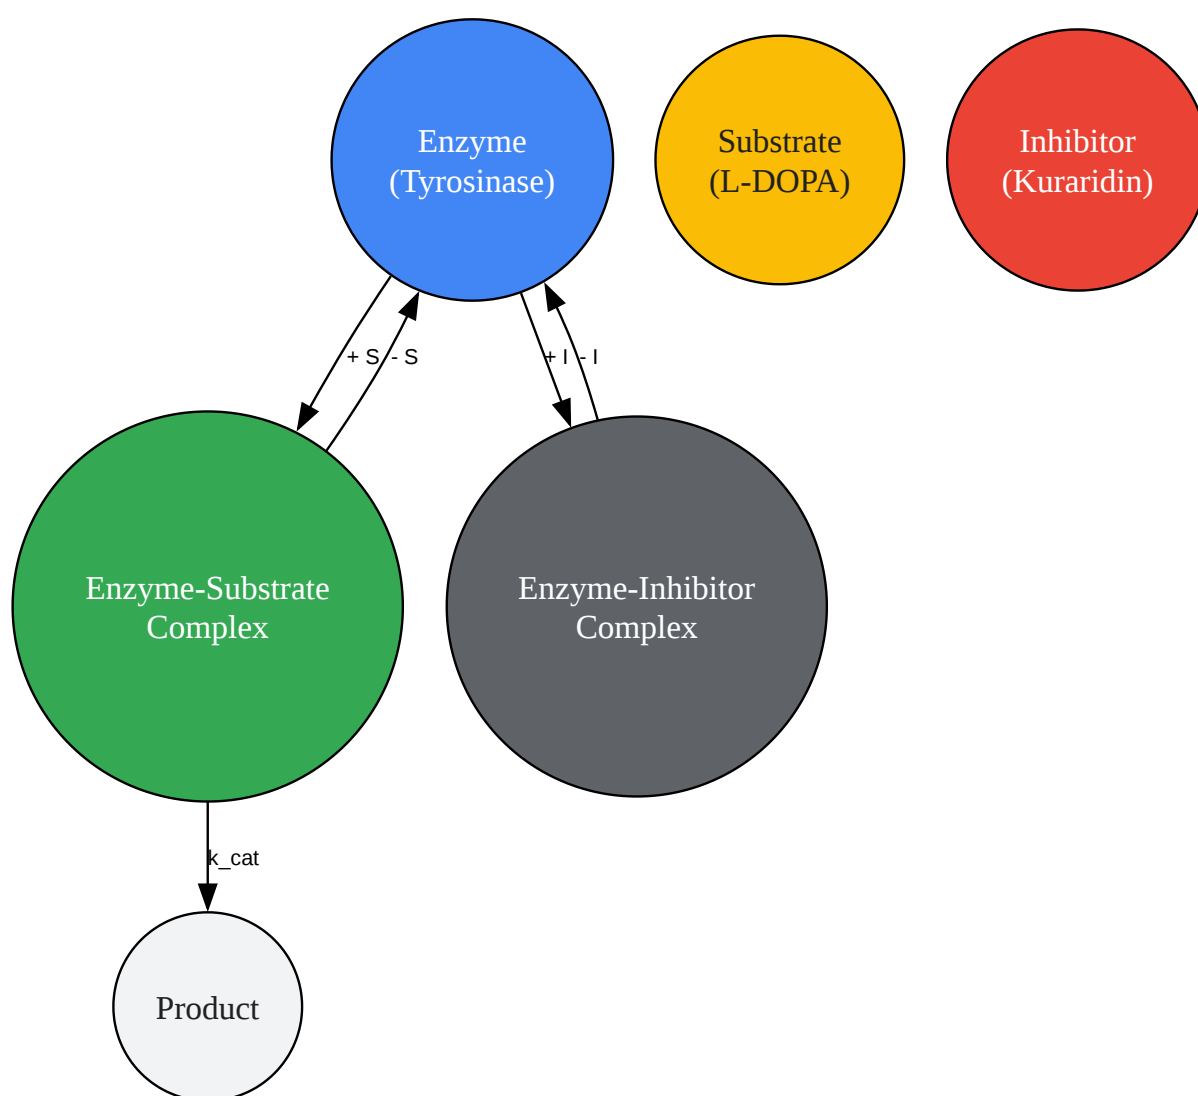 Enzyme
(Tyrosinase)
Substrate
(L-DOPA)
Inhibitor
(Kuraridin)
+ S
- S
+ I
- I
Enzyme-Substrate
Complex
Enzyme-Inhibitor
Complex
k_cat
Product